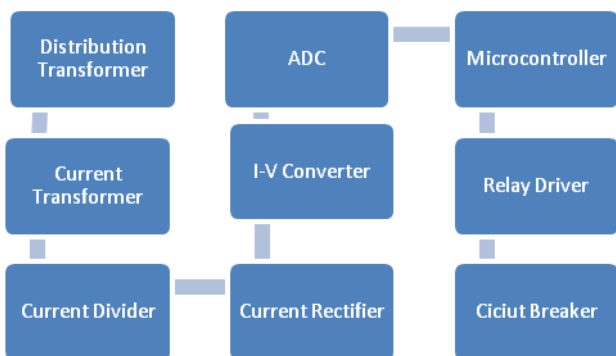 Distribution
Transformer
ADC
Microcontroller
Current
Transformer
I-V Converter
Relay Driver
Current Divider
Current Rectifier
Ciciut Breaker